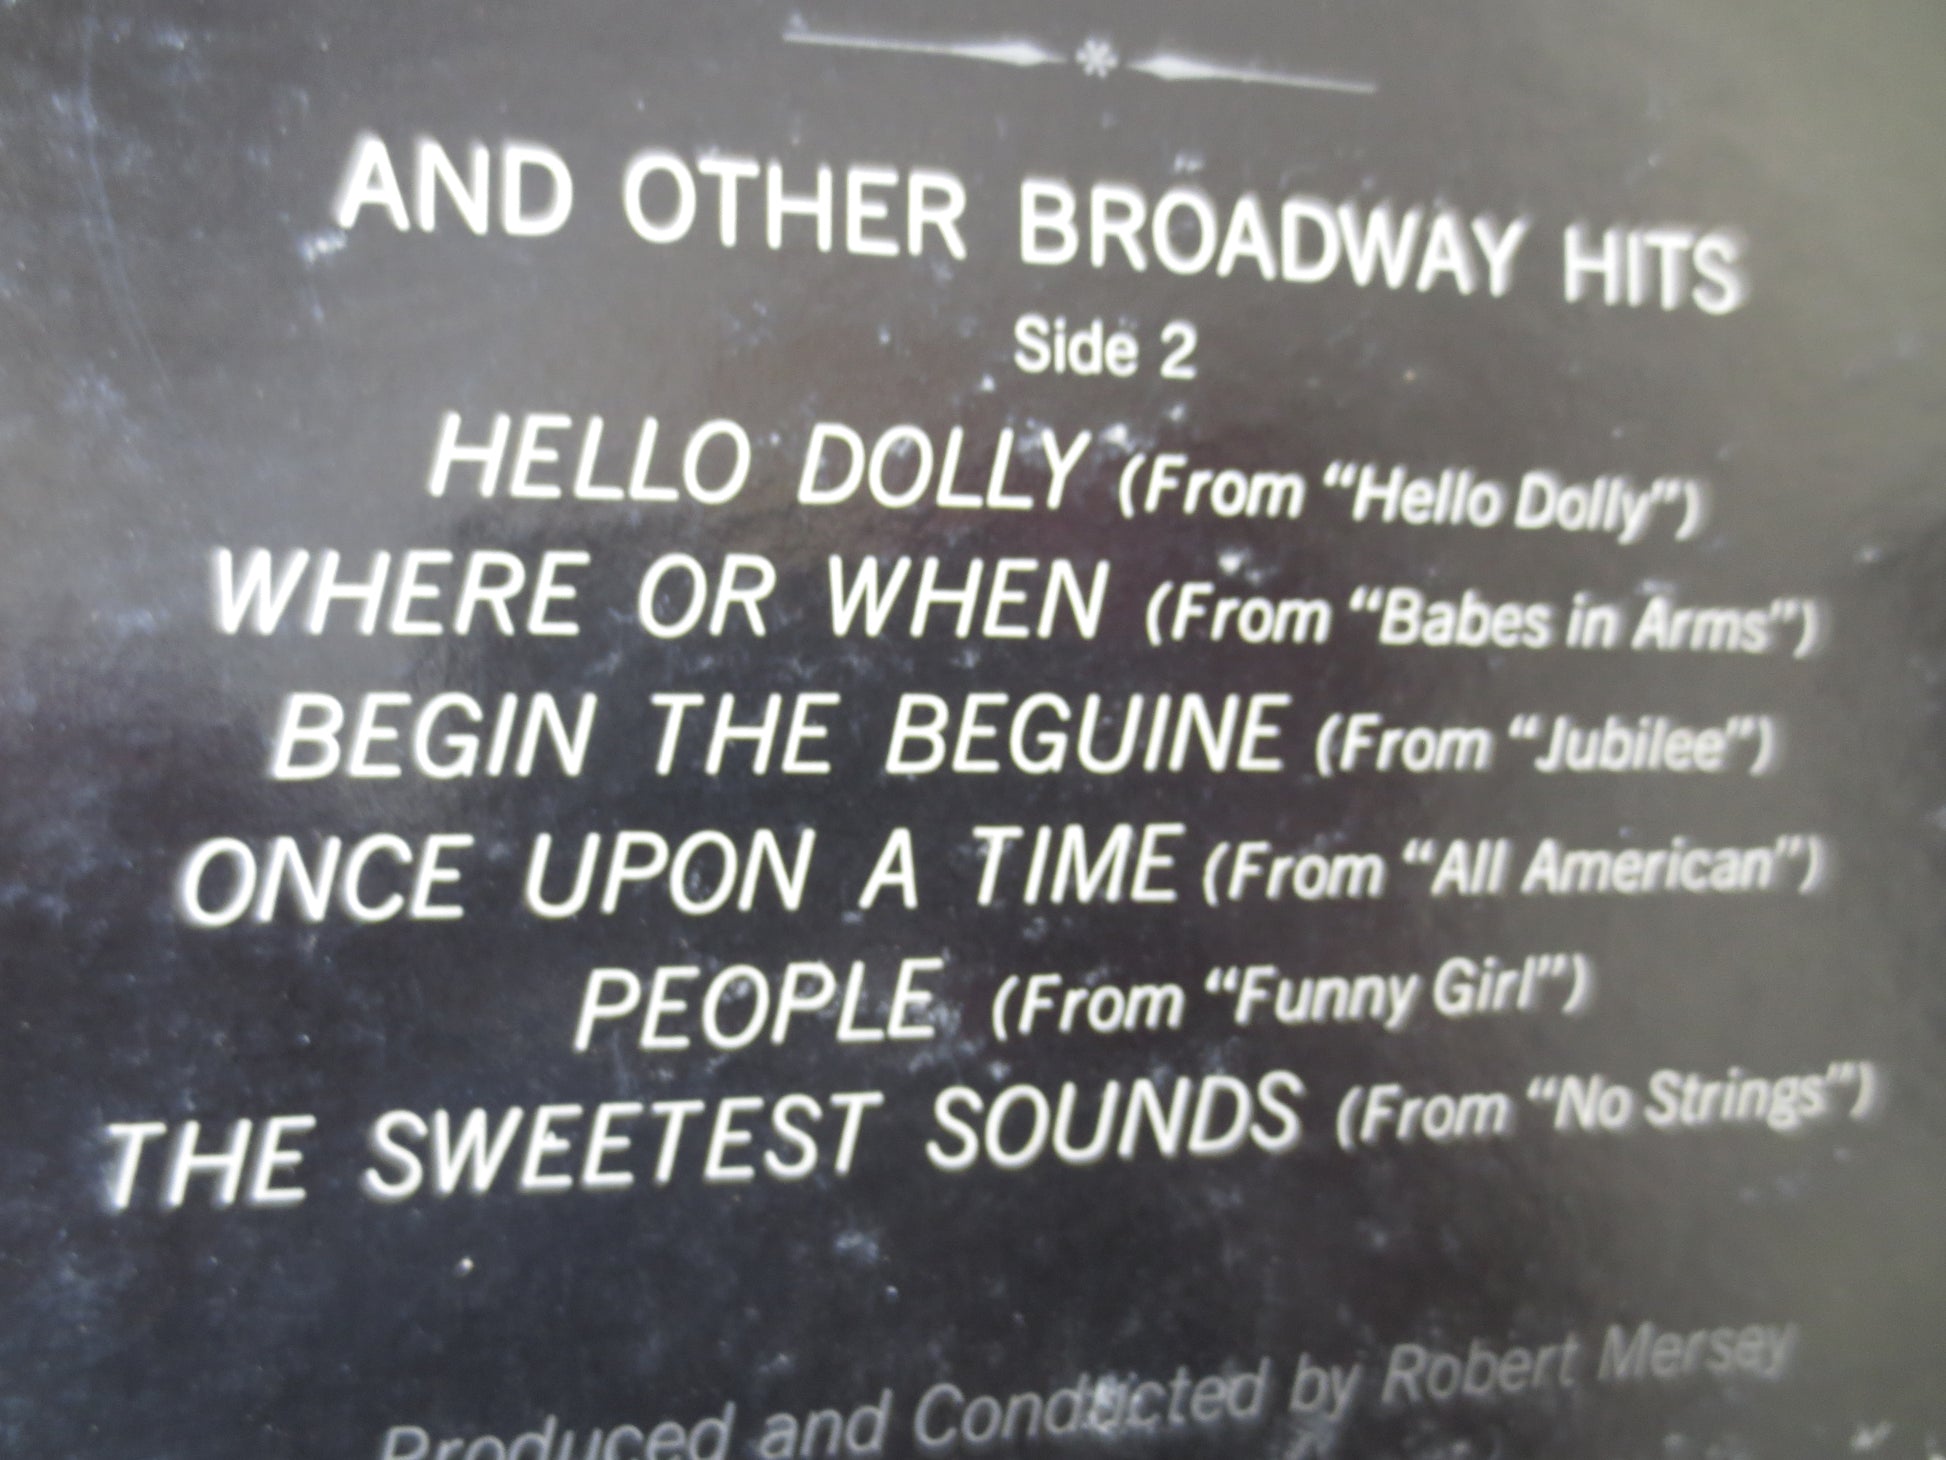 AND OTHER BROADWAY HITS
Side 2
HELLO DOLLY (From “Hello Dolly”)
WHERE OR WHEN (From “Babes in Arms”)
BEGIN THE BEGUINE (From “Jubilee”)
ONCE UPON A TIME (From “All American”)
PEOPLE (From “Funny Girl”)
THE SWEETEST SOUNDS (From “No Strings”)
Produced and Conducted by Robert Mersey